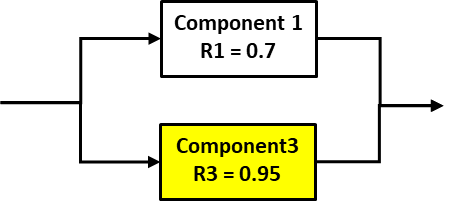 Component 1
R1 = 0.7
Component3
R3 = 0.95